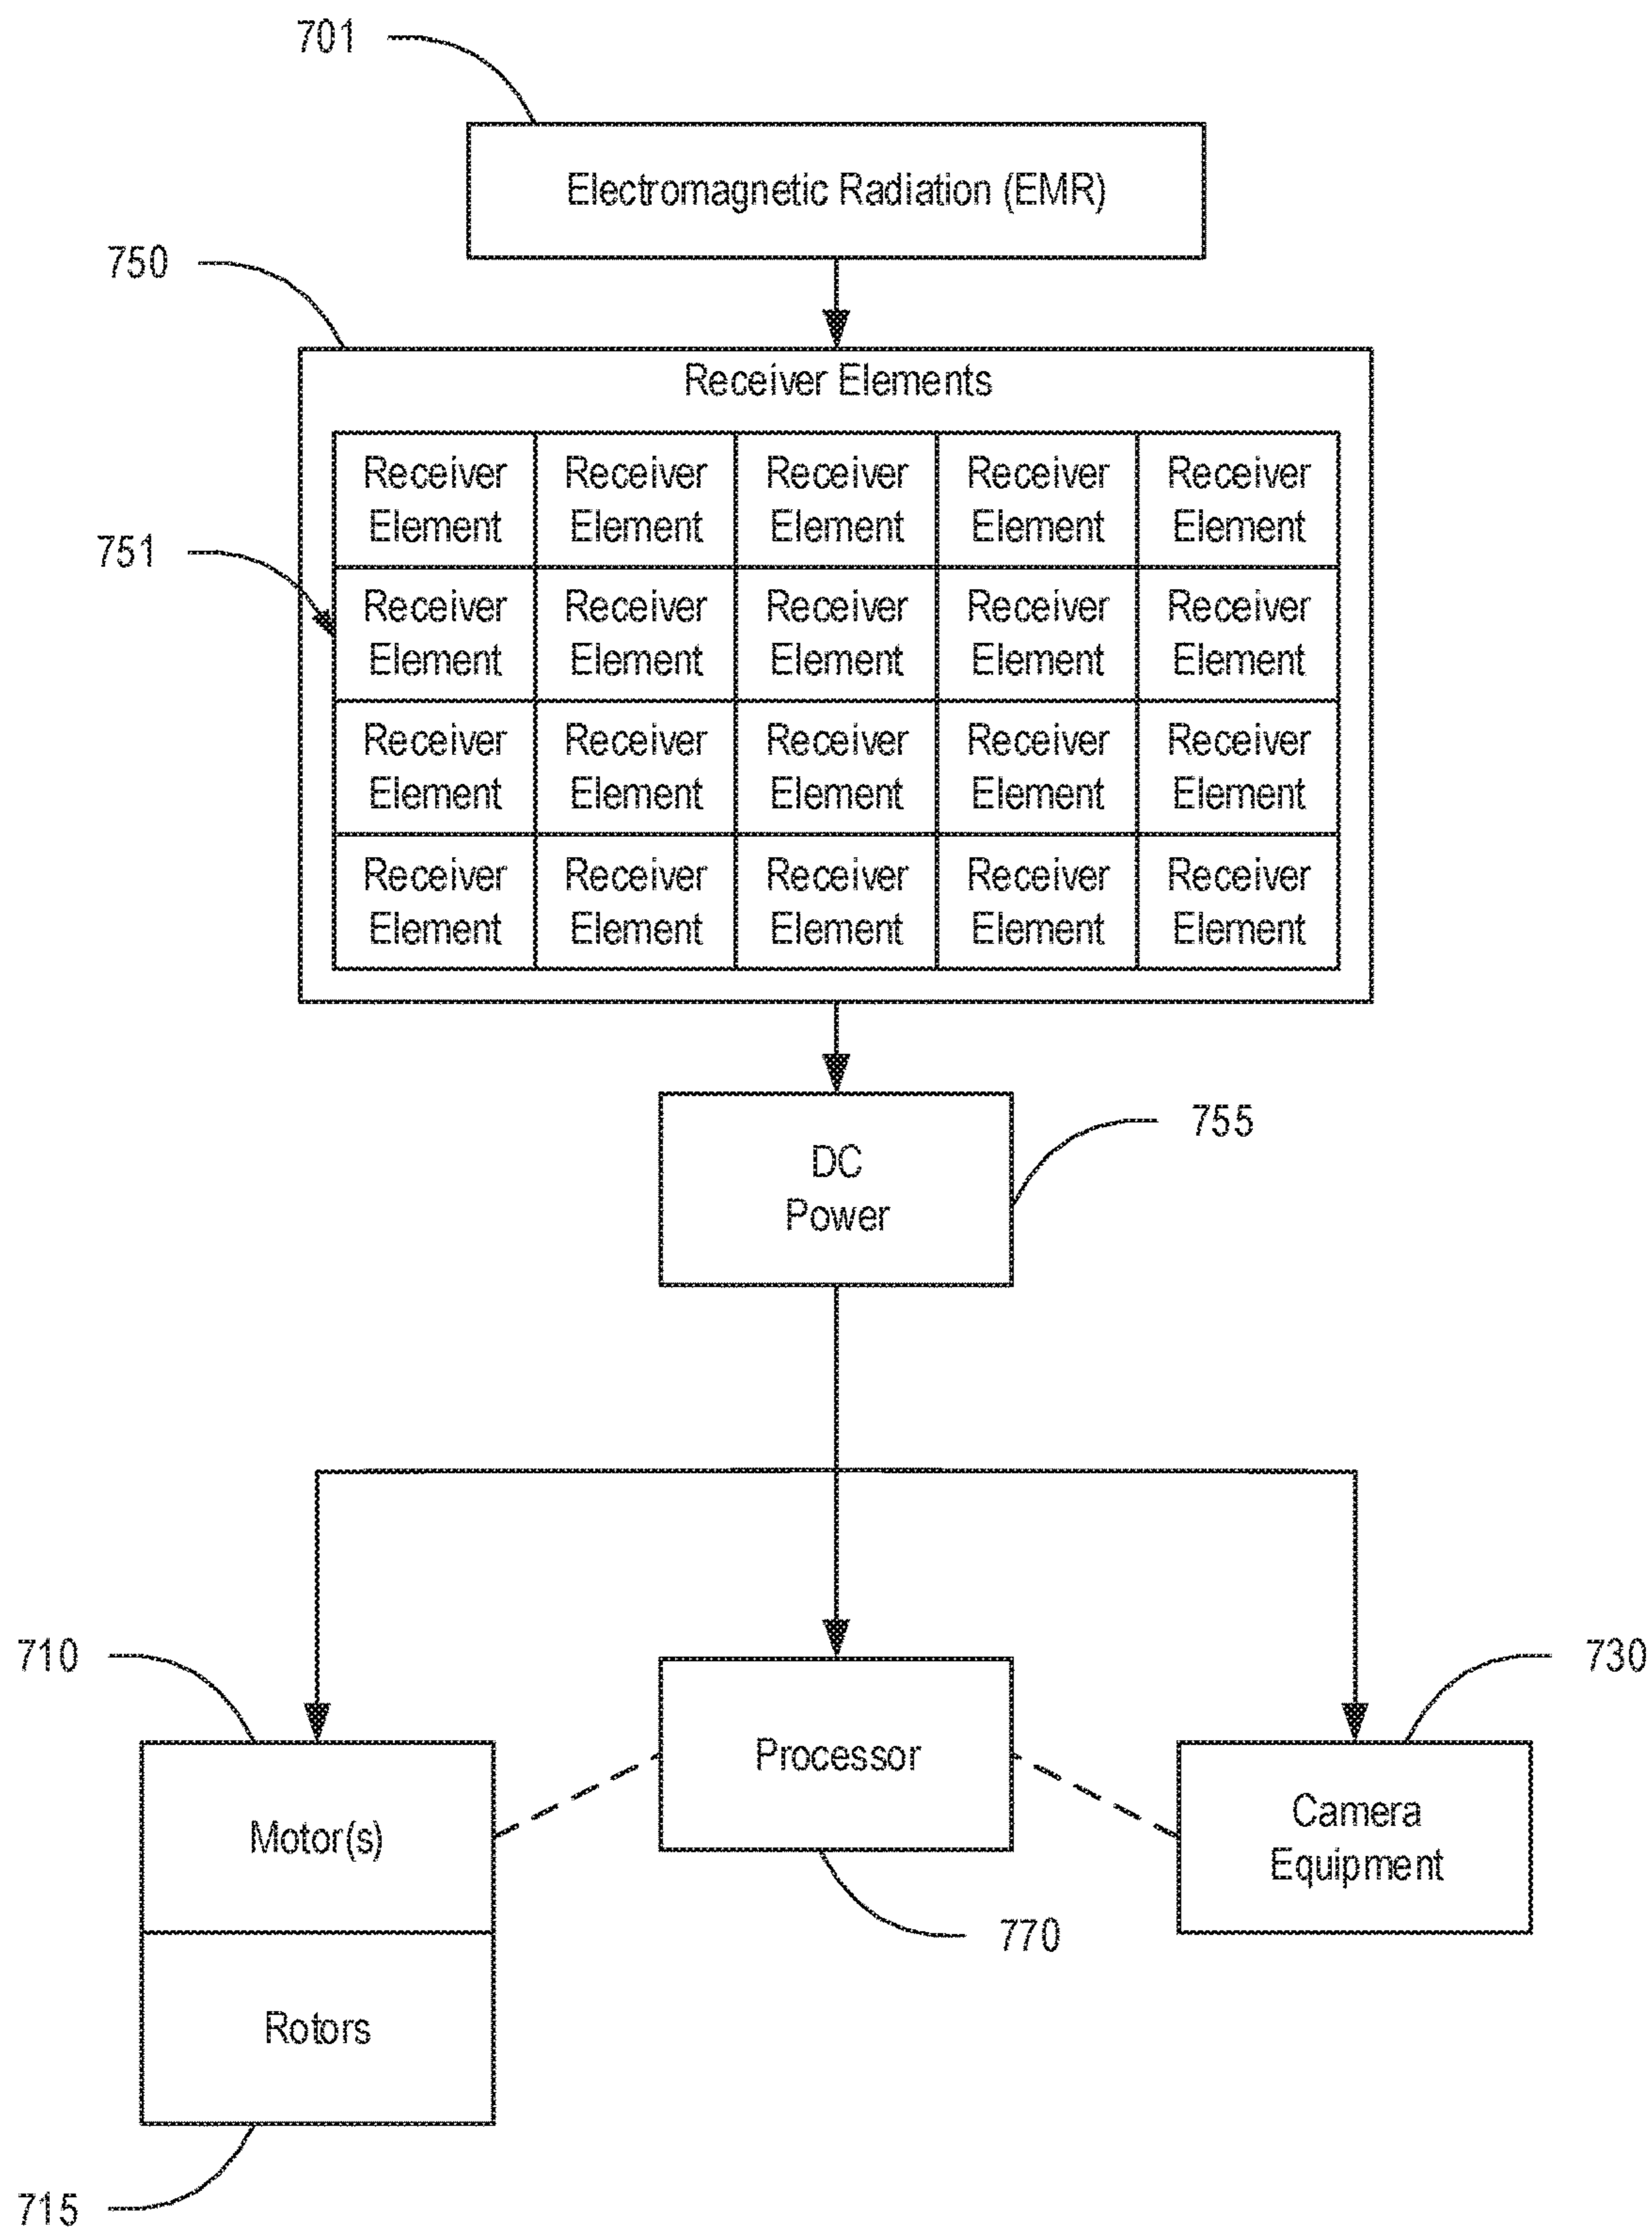 701
Electromagnetic Radiation (EMR)
750
Receiver Elements
Receiver Receiver Receiver Receiver Receiver
Element Element Element Element Element
751
Receiver Receiver Receiver Receiver Receiver
Element Element Element Element Element
Receiver Receiver Receiver Receiver Receiver
Element Element Element Element Element
Receiver Receiver Receiver Receiver Receiver
Element Element Element Element Element
DC
Power
755
710
730
Motor(s)
Processor
Camera
Equipment
770
Rotors
715